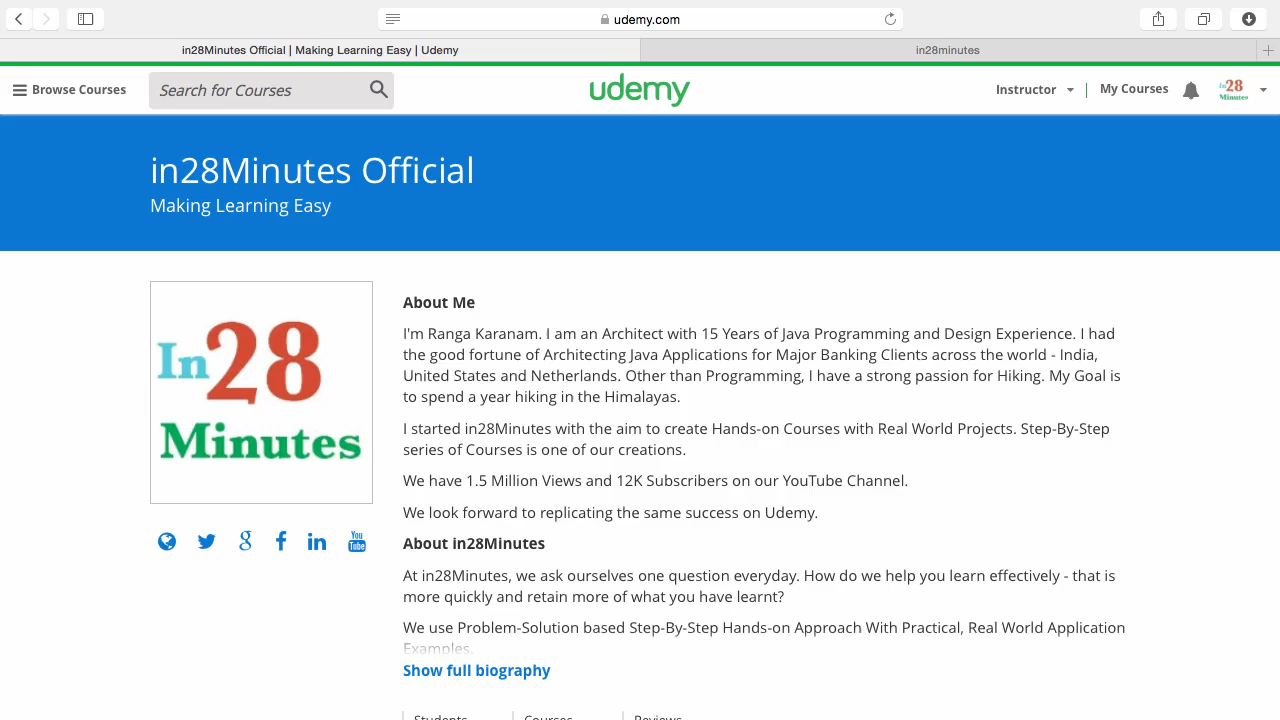 udemy.com
in28Minutes Official | Making Learning Easy | Udemy
in28minutes
Browse Courses
Search for Courses
udemy
Instructor
My Courses
In28
Minutes
in28Minutes Official
Making Learning Easy
In28
Minutes
About Me
I'm Ranga Karanam. I am an Architect with 15 Years of Java Programming and Design Experience. I had
the good fortune of Architecting Java Applications for Major Banking Clients across the world - India,
United States and Netherlands. Other than Programming, I have a strong passion for Hiking. My Goal is
to spend a year hiking in the Himalayas.
I started in28Minutes with the aim to create Hands-on Courses with Real World Projects. Step-By-Step
series of Courses is one of our creations.
We have 1.5 Million Views and 12K Subscribers on our YouTube Channel.
We look forward to replicating the same success on Udemy.
About in28Minutes
At in28Minutes, we ask ourselves one question everyday. How do we help you learn effectively - that is
more quickly and retain more of what you have learnt?
We use Problem-Solution based Step-By-Step Hands-on Approach With Practical, Real World Application
Examples.
Show full biography
You
Tube
Students
Courses
Reviews